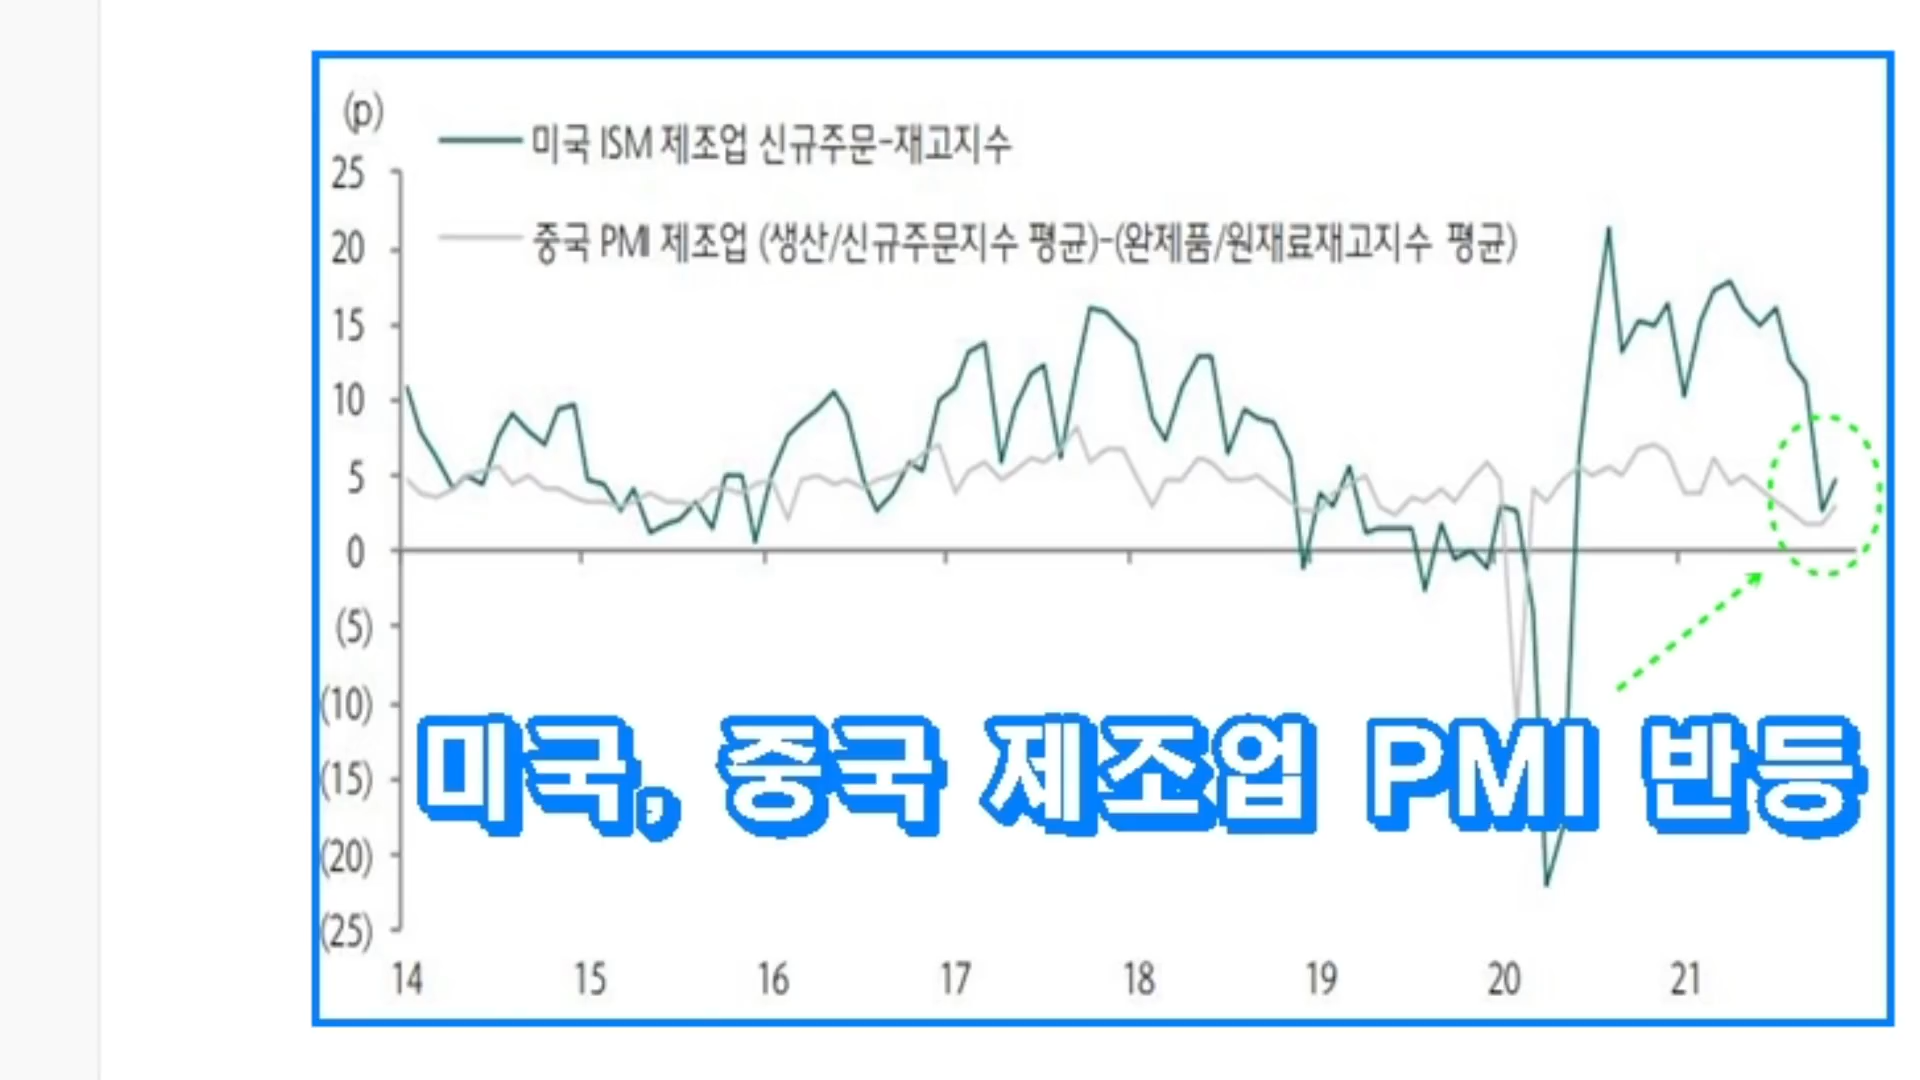 (p)
미국 ISM 제조업 신규주문-재고지수
25
중국 PMI 제조업 (생산/신규주문지수 평균)-(완제품/원재료재고지수 평균)
20
15
10
5
0
(5)
(10)
미국, 중국 제조업 PMI 반등
(15)
(20)
(25)
14 15 16 17 18 19 20 21